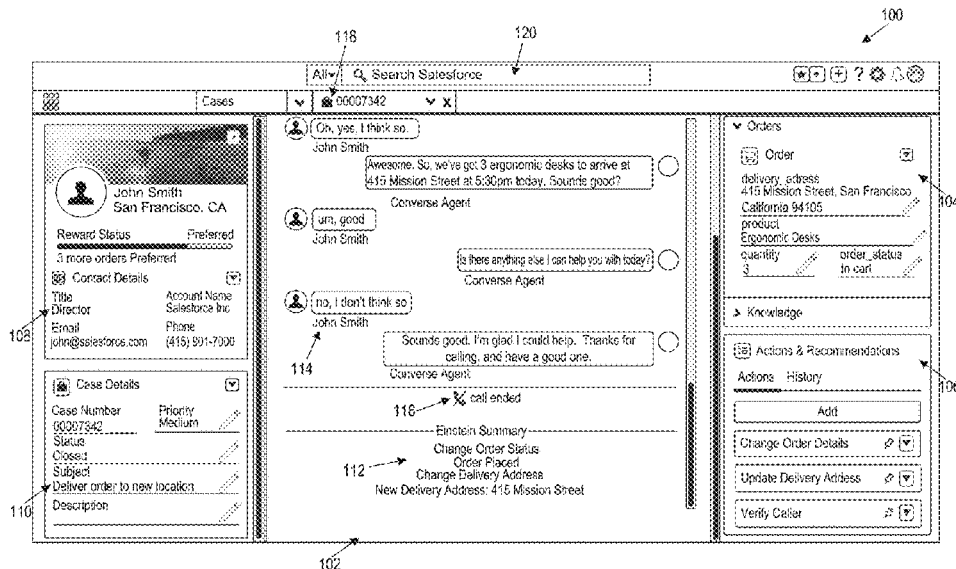 100
118
120
All
Search Salesforce
?
Cases
00007342
x
John Smith
San Francisco, CA
Reward Status
Preferred
3 more orders Preferred
Contact Details
Title
Account Name
Director
Salesforce Inc
Email
Phone
john@salesforce.com
(415) 901-7000
108
Case Details
Case Number
Priority
00007342
Medium
Status
Closed
Subject
Deliver order to new location
Description
110
Oh, yes, I think so.
John Smith
Awesome. So, we've got 3 ergonomic desks to arrive at
415 Mission Street at 5:30pm today. Sounds good?
Converse Agent
um, good
John Smith
Is there anything else I can help you with today?
Converse Agent
no, I don't think so
John Smith
114
Sounds good. I'm glad I could help. Thanks for
calling, and have a good one.
Converse Agent
116
call ended
Einstein Summary
112
Change Order Status
Order Placed
Change Delivery Address
New Delivery Address: 415 Mission Street
102
Orders
Order
delivery_adress
415 Mission Street, San Francisco
California 94105
104
product
Ergonomic Desks
quantity
order_status
3
In cart
Knowledge
Actions & Recommendations
106
Actions
History
Add
Change Order Details
Update Delivery Address
Verify Caller